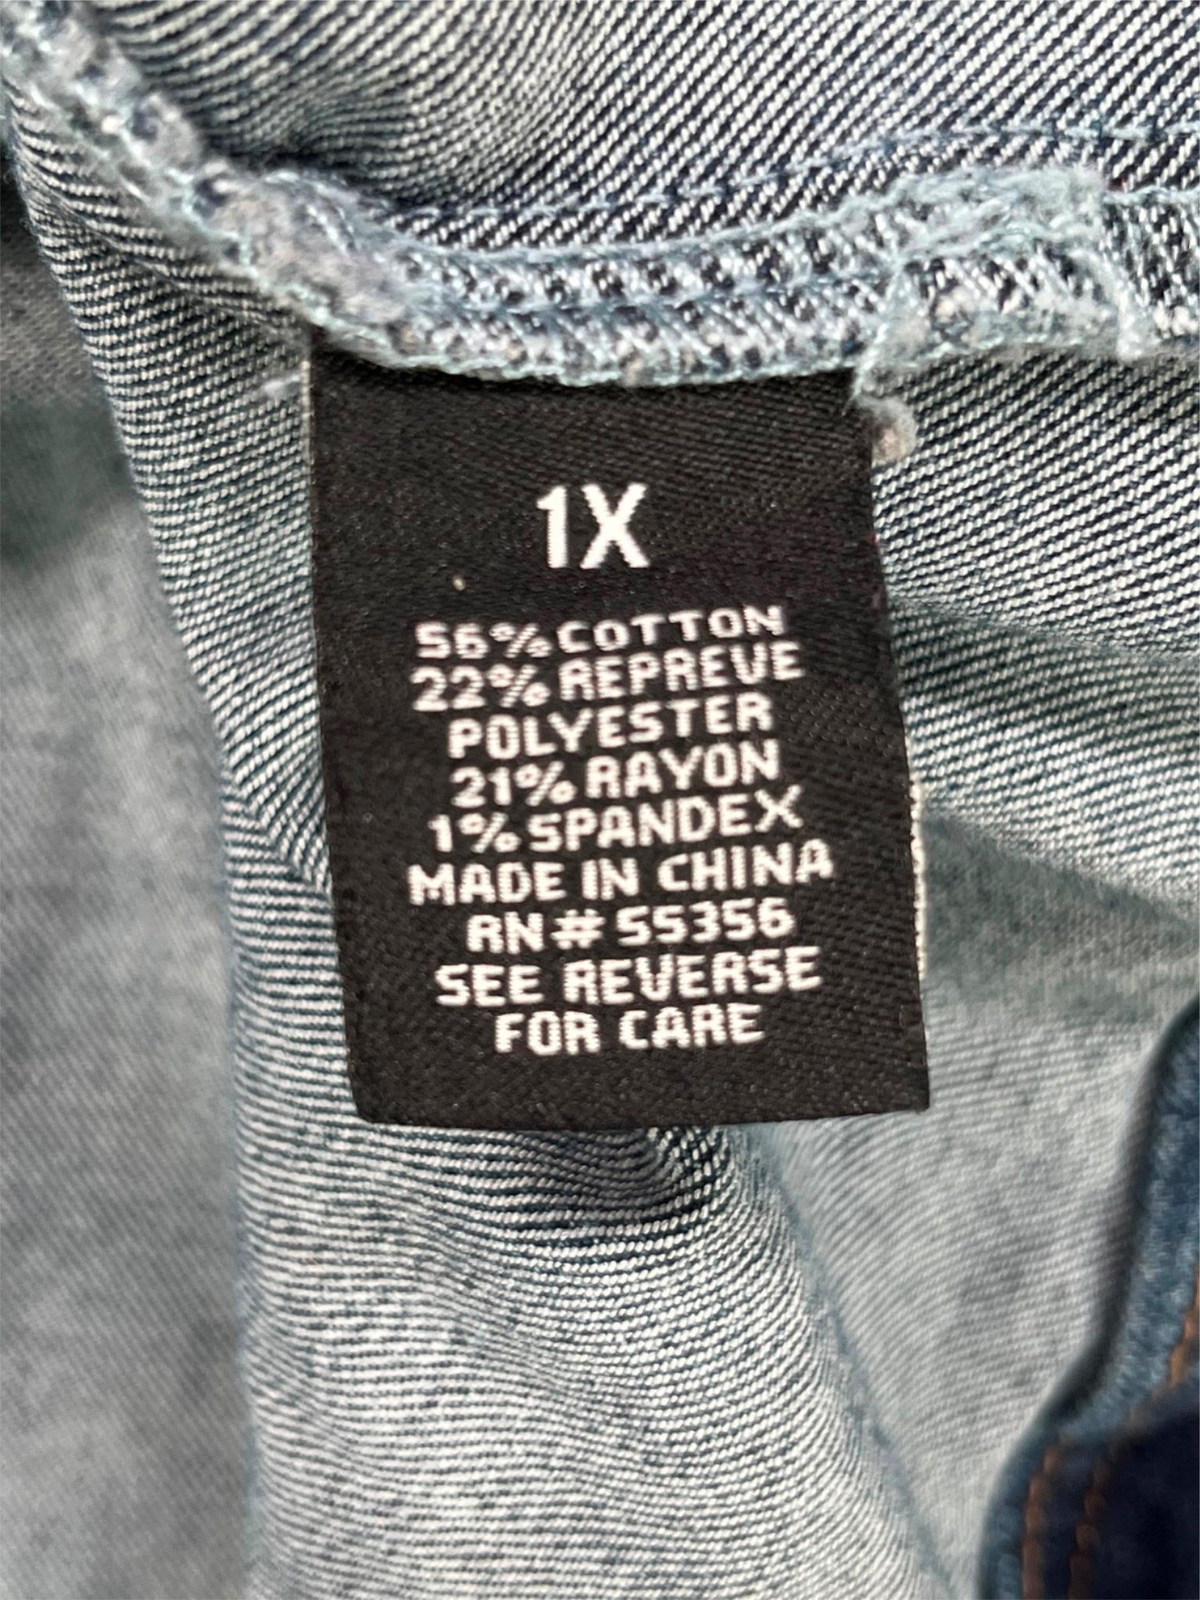 1X
56% COTTON
22% REPREVE
POLYESTER
21% RAYON
1% SPANDEX
MADE IN CHINA
RN# 55356
SEE REVERSE
FOR CARE